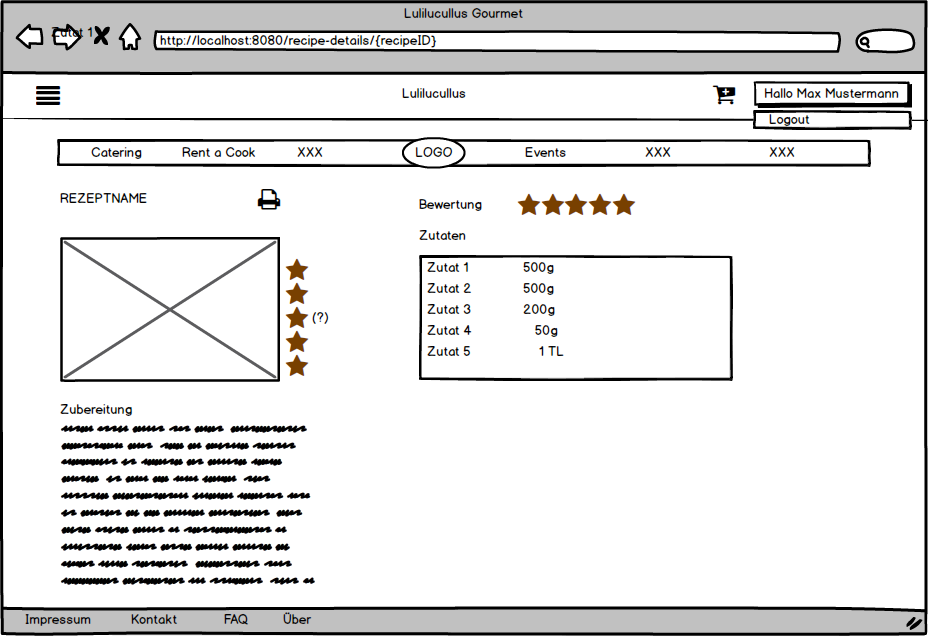 Lulilucullus Gourmet
Zutat 1
http://localhost:8080/recipe-details/{recipeID}
Lulilucullus
Hallo Max Mustermann
Logout
Catering Rent a Cook XXX LOGO Events XXX XXX
REZEPTNAME
Bewertung
Zutaten
Zutat 1 500g
Zutat 2 500g
Zutat 3 200g
Zutat 4 50g
Zutat 5 1 TL
(?)
Zubereitung
Impressum Kontakt FAQ Über